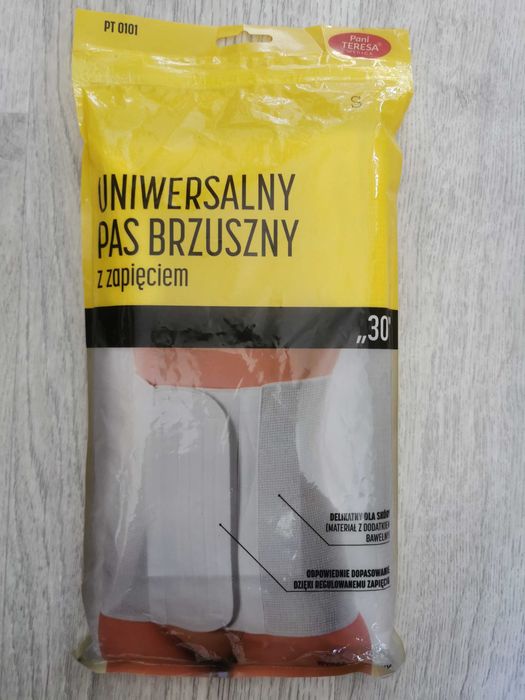 PT 0101
Pani
TERESA®
MEDICA
S
UNIWERSALNY
PAS BRZUSZNY
z zapięciem
„30"
DELIKATNY DLA SKÓRY
(MATERIAŁ Z DODATKIEM
BAWEŁNY)
ODPOWIEDNIE DOPASOWANIE
DZIĘKI REGULOWANEMU ZAPIĘCIU